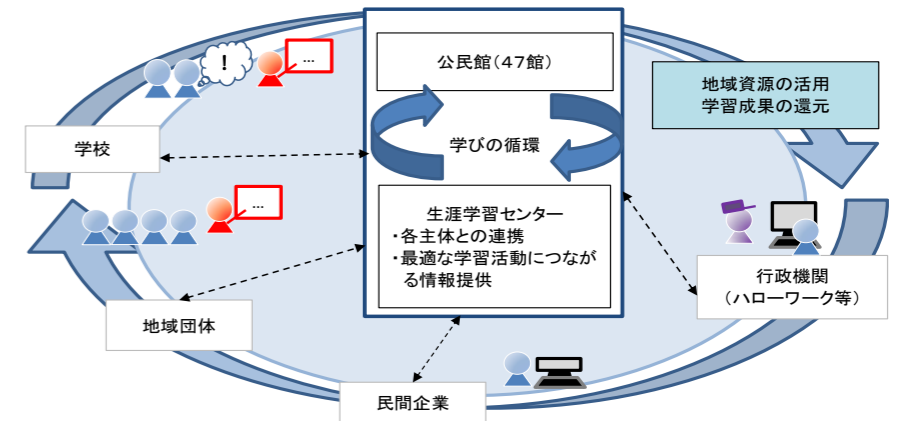 ！
…
公民館（４７館）
地域資源の活用
学習成果の還元
学校
学びの循環
…
生涯学習センター
・各主体との連携
・最適な学習活動につなが
る情報提供
行政機関
（ハローワーク等）
地域団体
民間企業